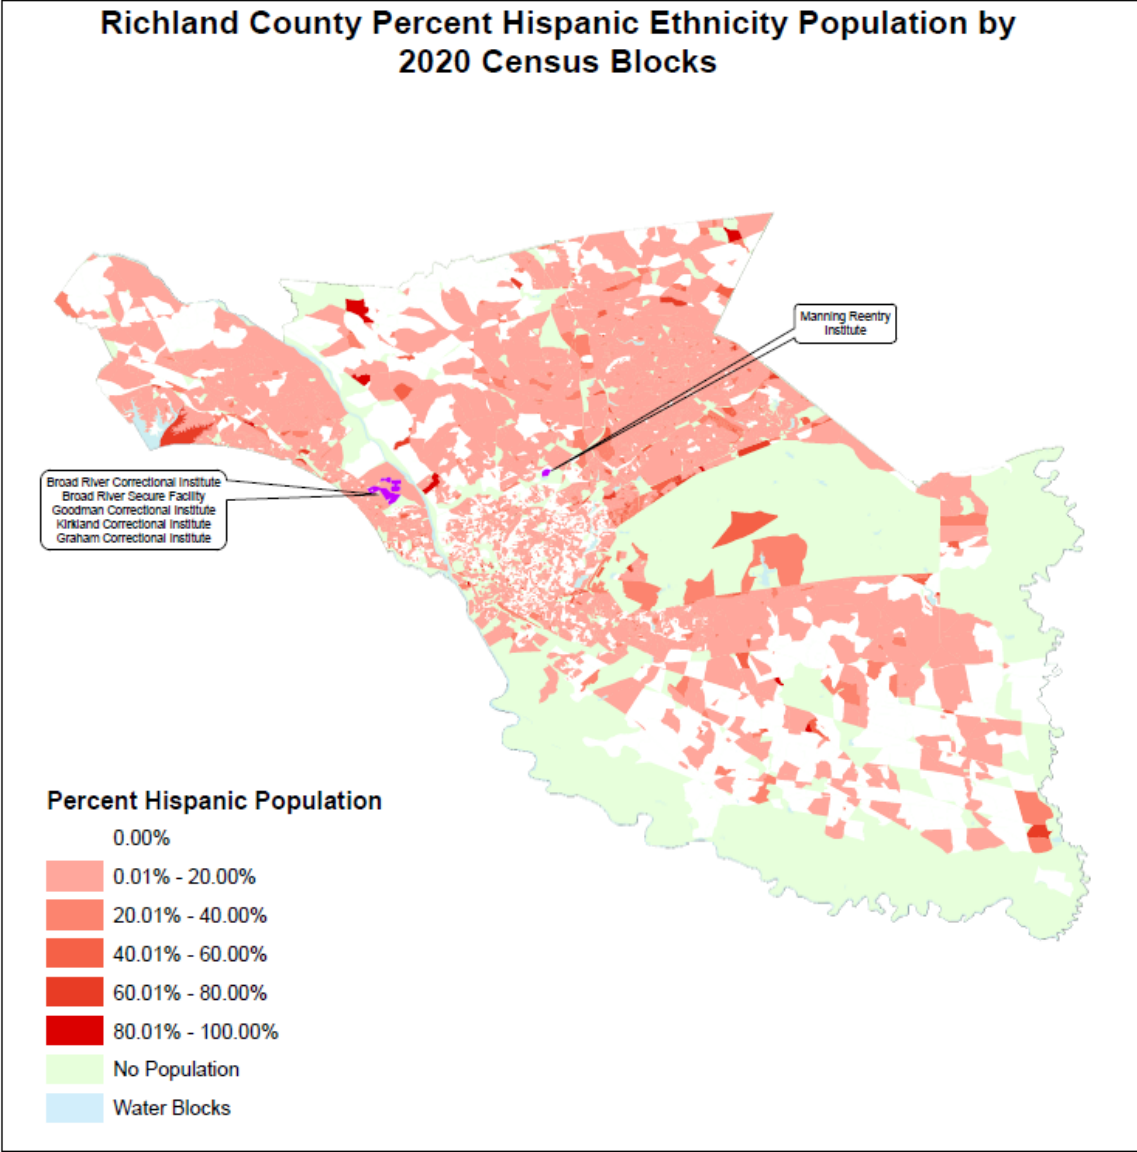 Richland County Percent Hispanic Ethnicity Population by
2020 Census Blocks
Manning Reentry
Institute
Broad River Correctional Institute
Broad River Secure Facility
Goodman Correctional Institute
Kirkland Correctional Institute
Graham Correctional Institute
Percent Hispanic Population
0.00%
0.01% - 20.00%
20.01% - 40.00%
40.01% - 60.00%
60.01% - 80.00%
80.01% - 100.00%
No Population
Water Blocks